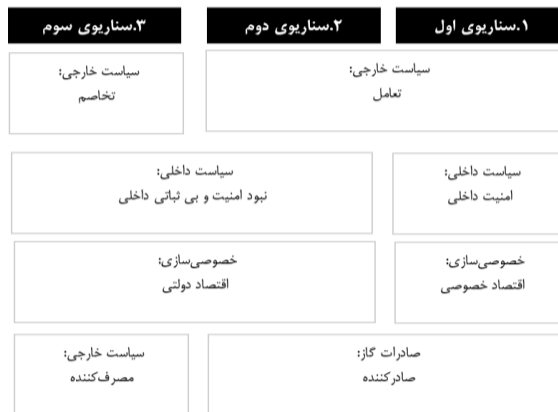 ۱.سناریوی اول
۲.سناریوی دوم
۳.سناریوی سوم
سیاست خارجی:
تعامل
سیاست خارجی:
تخاصم
سیاست داخلی:
امنیت داخلی
سیاست داخلی:
نبود امنیت و بی ثباتی داخلی
خصوصی‌سازی:
اقتصاد خصوصی
خصوصی‌سازی:
اقتصاد دولتی
صادرات گاز:
صادرکننده
سیاست خارجی:
مصرف‌کننده